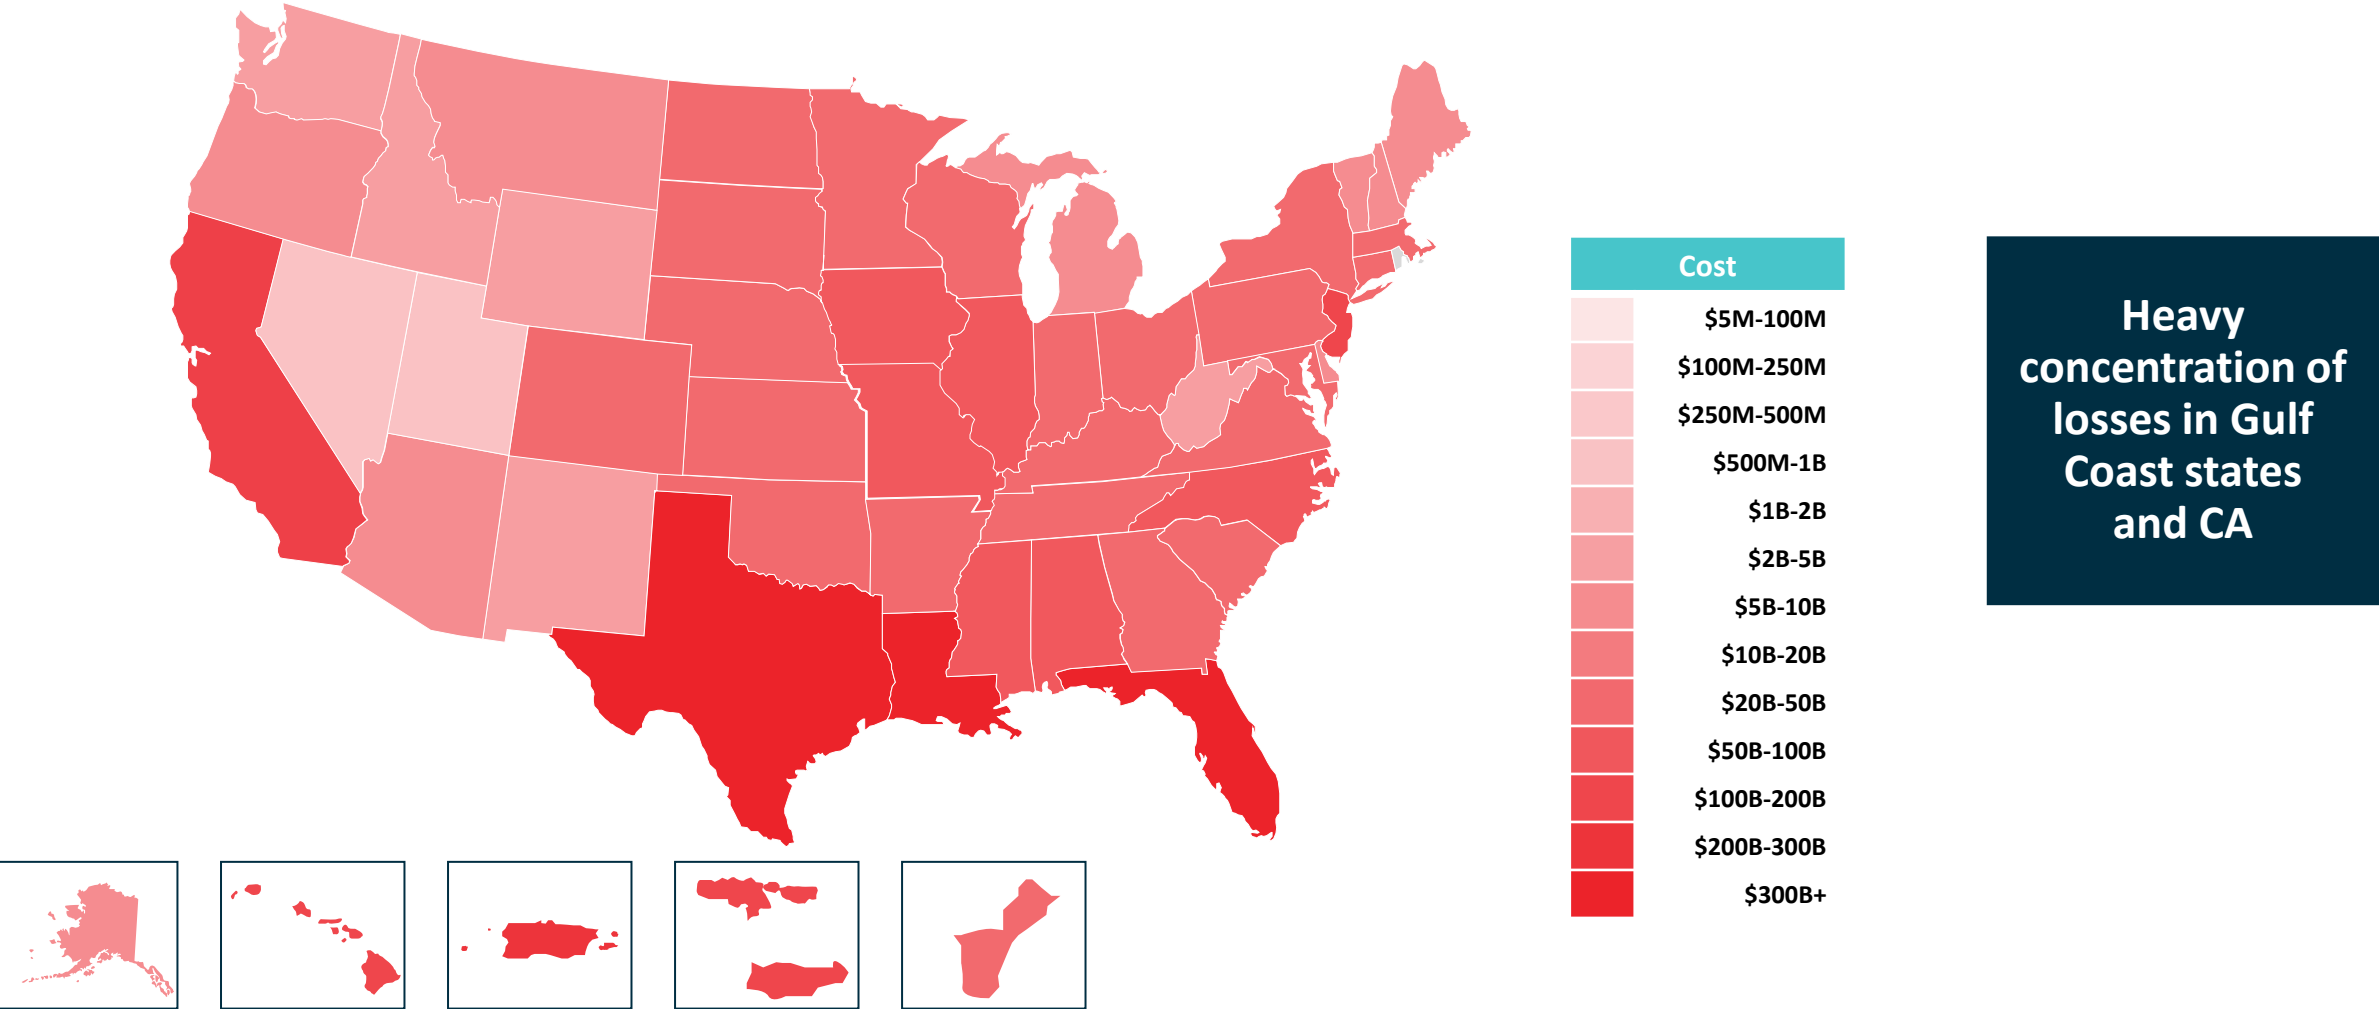 Cost
$5M-100M
$100M-250M
$250M-500M
$500M-1B
$1B-2B
$2B-5B
$5B-10B
$10B-20B
$20B-50B
$50B-100B
$100B-200B
$200B-300B
$300B+
Heavy
concentration of
losses in Gulf
Coast states
and CA